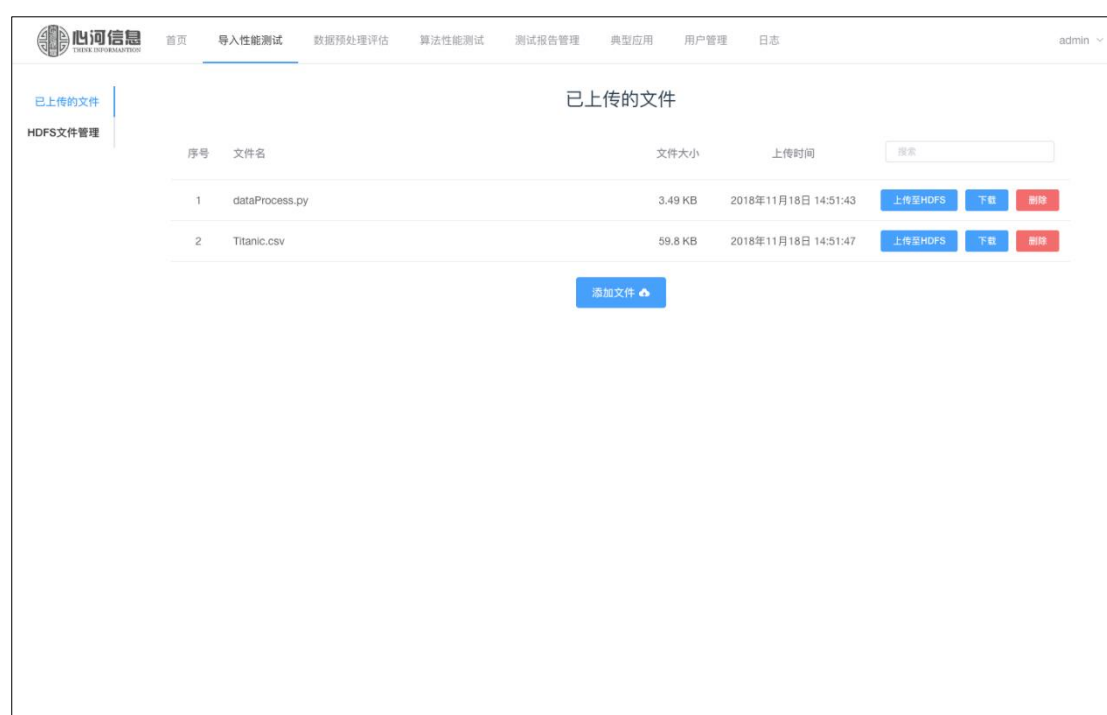 心河信息
THINK INFORMANTION
首页 导入性能测试 数据预处理评估 算法性能测试 测试报告管理 典型应用 用户管理 日志 admin
已上传的文件
HDFS文件管理
已上传的文件
序号 文件名 文件大小 上传时间 搜索
1 dataProcess.py 3.49 KB 2018年11月18日 14:51:43 上传至HDFS 下载 删除
2 Titanic.csv 59.8 KB 2018年11月18日 14:51:47 上传至HDFS 下载 删除
添加文件